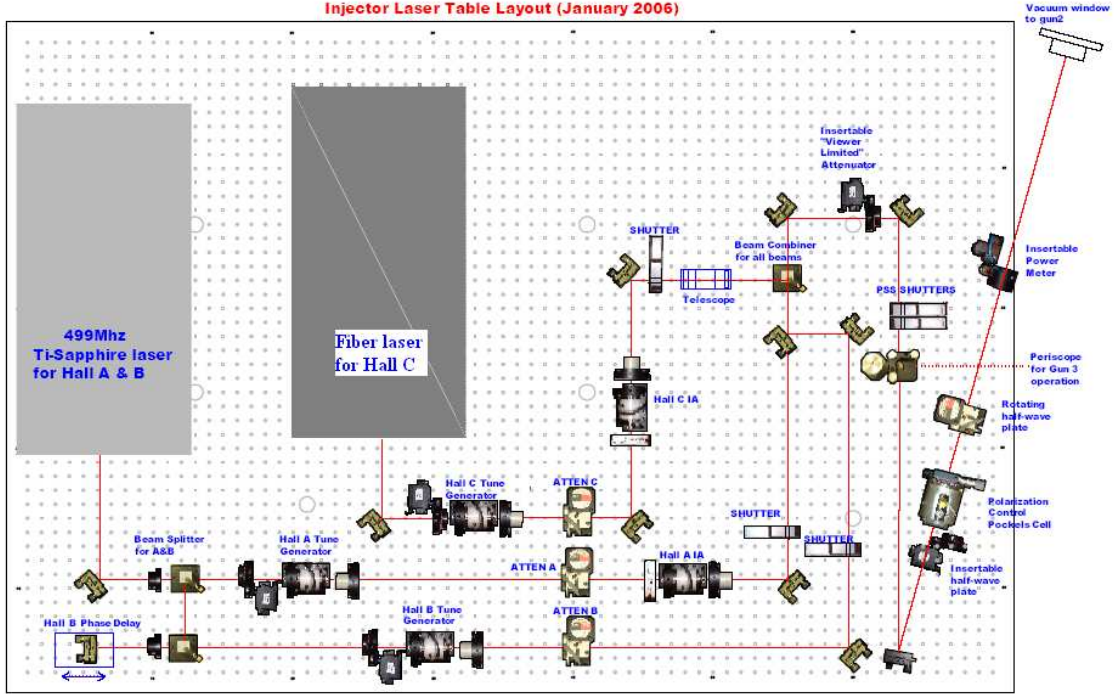 Injector Laser Table Layout (January 2006)
Vacuum window
to gun2
Insertable
"Viewer
Limited"
Attenuator
SHUTTER
Beam Combiner
for all beams
Insertable
Power
Meter
Telescope
PSS SHUTTERS
499Mhz
Ti-Sapphire laser
for Hall A & B
Fiber laser
for Hall C
Periscope
for Gun 3
operation
Hall C IA
Rotating
half-wave
plate
Hall C Tune
Generator
ATTEN C
Polarization
Control
Pockels Cell
SHUTTER
SHUTTER
Beam Splitter
for A&B
Hall A Tune
Generator
ATTEN A
Hall A IA
Insertable
half-wave
plate
Hall B Phase Delay
Hall B Tune
Generator
ATTEN B